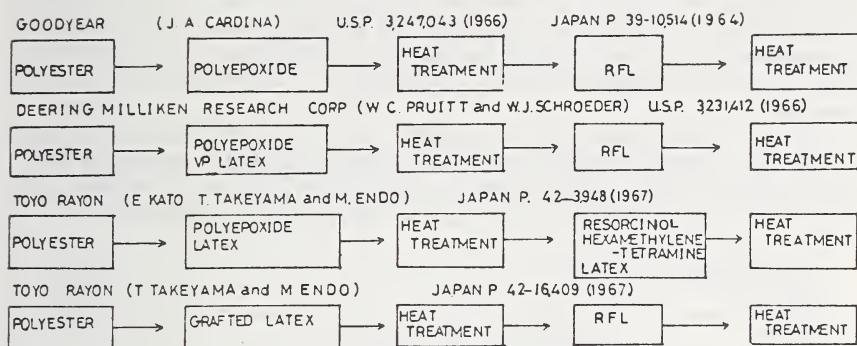 GOODYEAR (J. A. CARDINA) U.S.P. 3,247,043 (1966) JAPAN P 39-10,514 (1964)
POLYESTER
POLYEPOXIDE
HEAT
TREATMENT
RFL
HEAT
TREATMENT
DEERING MILLIKEN RESEARCH CORP (W C. PRUITT and W.J. SCHROEDER) U.S.P. 3,231,412 (1966)
POLYESTER
POLYEPOXIDE
VP LATEX
HEAT
TREATMENT
RFL
HEAT
TREATMENT
TOYO RAYON (E KATO T. TAKEYAMA and M. ENDO) JAPAN P. 42-3,948 (1967)
POLYESTER
POLYEPOXIDE
LATEX
HEAT
TREATMENT
RESORCINOL
HEXAMETHYLENE
-TETRAMINE
LATEX
HEAT
TREATMENT
TOYO RAYON (T TAKEYAMA and M ENDO) JAPAN P 42-16,409 (1967)
POLYESTER
GRAFTED LATEX
HEAT
TREATMENT
RFL
HEAT
TREATMENT